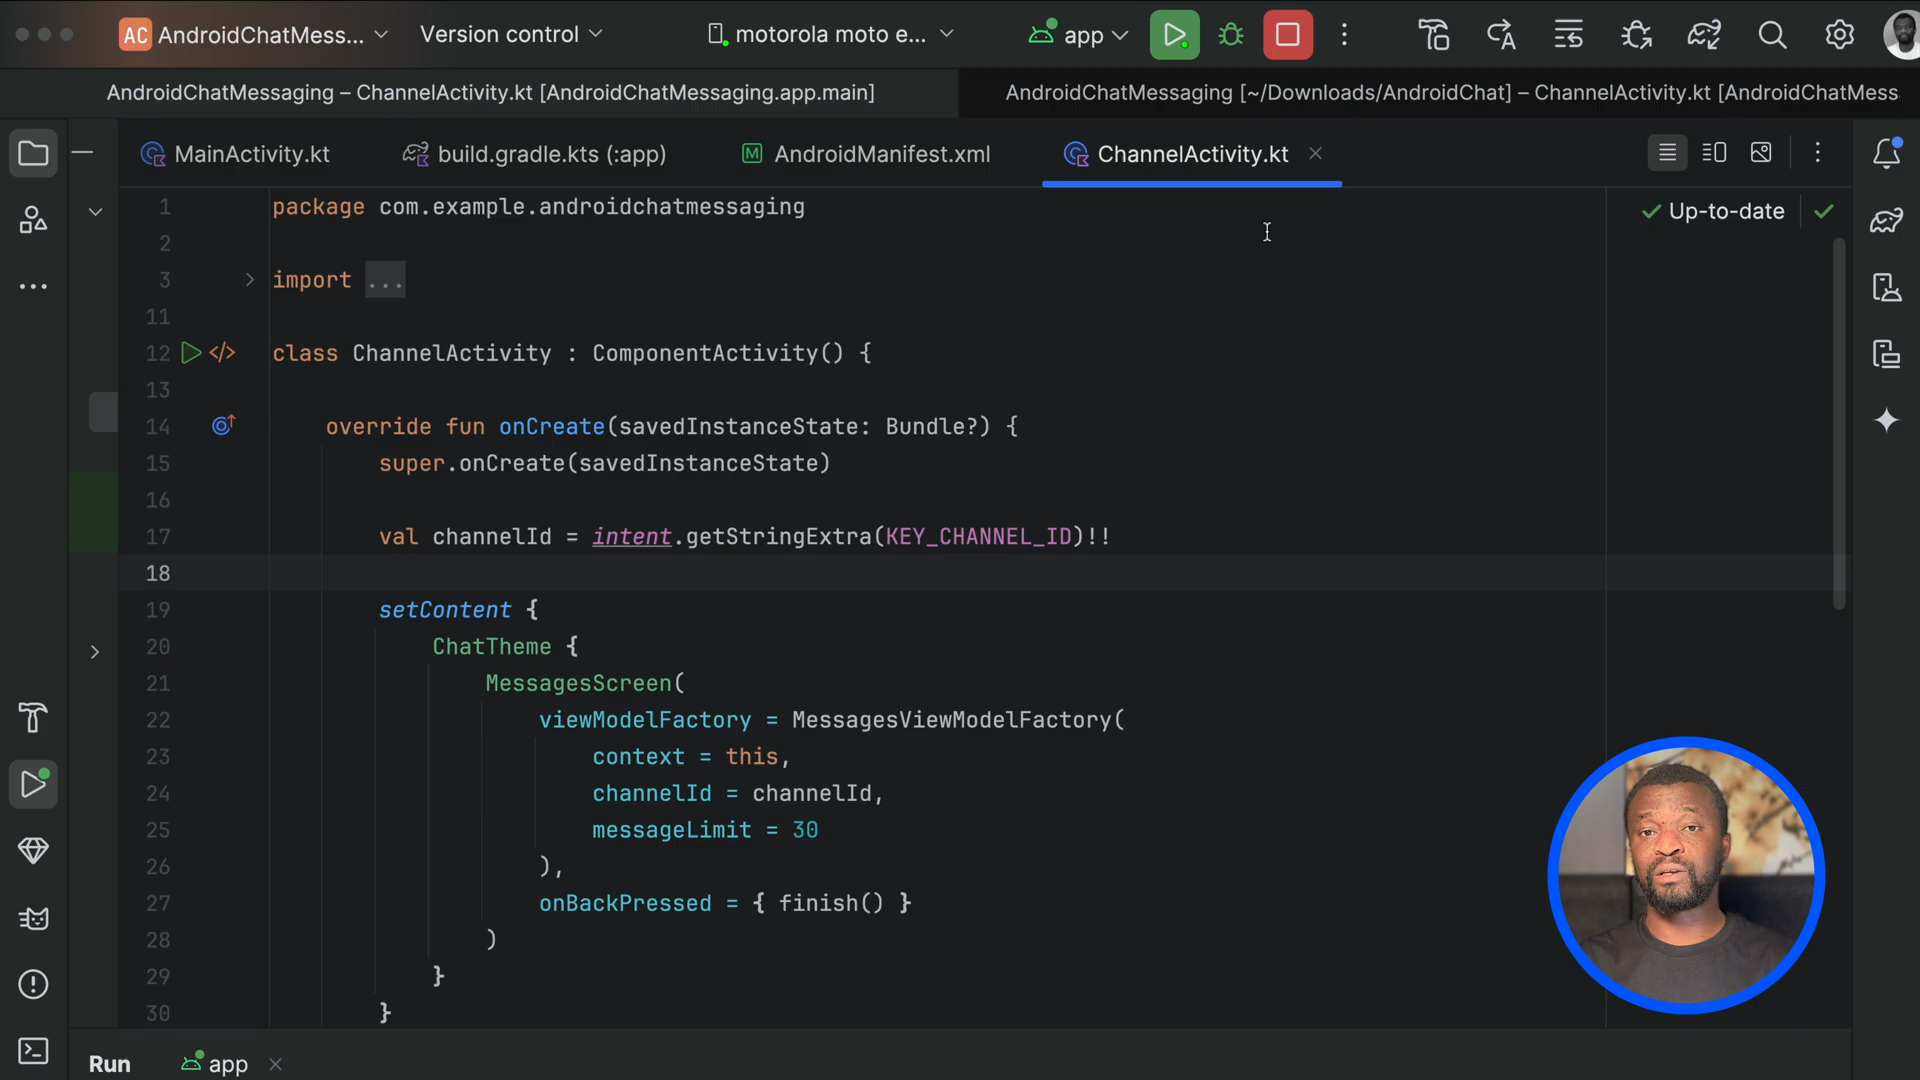 AC AndroidChatMess...
Version control
motorola moto e...
app
AndroidChatMessaging – ChannelActivity.kt [AndroidChatMessaging.app.main]
AndroidChatMessaging [~/Downloads/AndroidChat] – ChannelActivity.kt [AndroidChatMess
MainActivity.kt
build.gradle.kts (:app)
AndroidManifest.xml
ChannelActivity.kt
Up-to-date
1 package com.example.androidchatmessaging
2
3 import ...
11
12 class ChannelActivity : ComponentActivity() {
13
14 override fun onCreate(savedInstanceState: Bundle?) {
15 super.onCreate(savedInstanceState)
16
17 val channelId = intent.getStringExtra(KEY_CHANNEL_ID)!!
18
19 setContent {
20 ChatTheme {
21 MessagesScreen(
22 viewModelFactory = MessagesViewModelFactory(
23 context = this,
24 channelId = channelId,
25 messageLimit = 30
26 ),
27 onBackPressed = { finish() }
28 )
29 }
30 }
Run
app